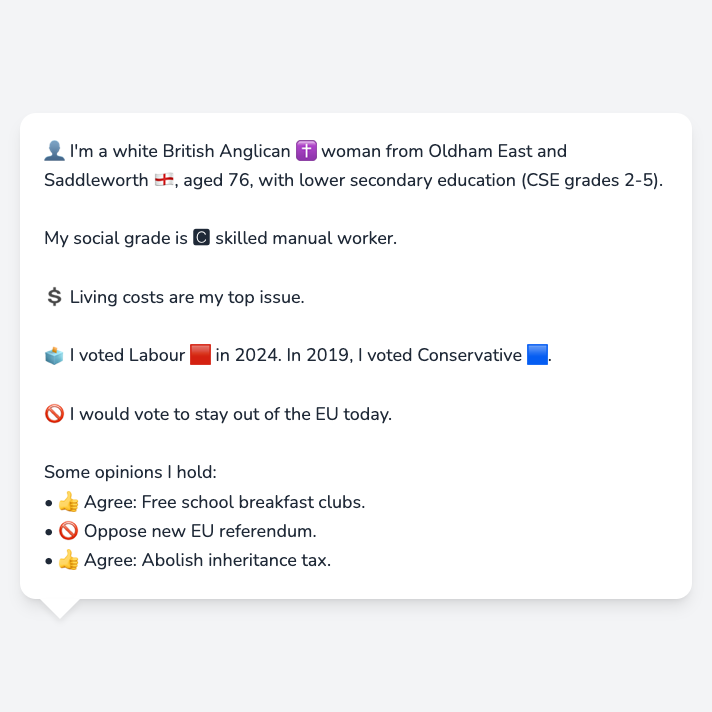 👤 I'm a white British Anglican ✝️ woman from Oldham East and
Saddleworth 🏴󠁧󠁢󠁥󠁮󠁧󠁿, aged 76, with lower secondary education (CSE grades 2-5).
My social grade is 🅲 skilled manual worker.
💲 Living costs are my top issue.
🗳️ I voted Labour 🟥 in 2024. In 2019, I voted Conservative 🟦.
🚫 I would vote to stay out of the EU today.
Some opinions I hold:
• 👍 Agree: Free school breakfast clubs.
• 🚫 Oppose new EU referendum.
• 👍 Agree: Abolish inheritance tax.